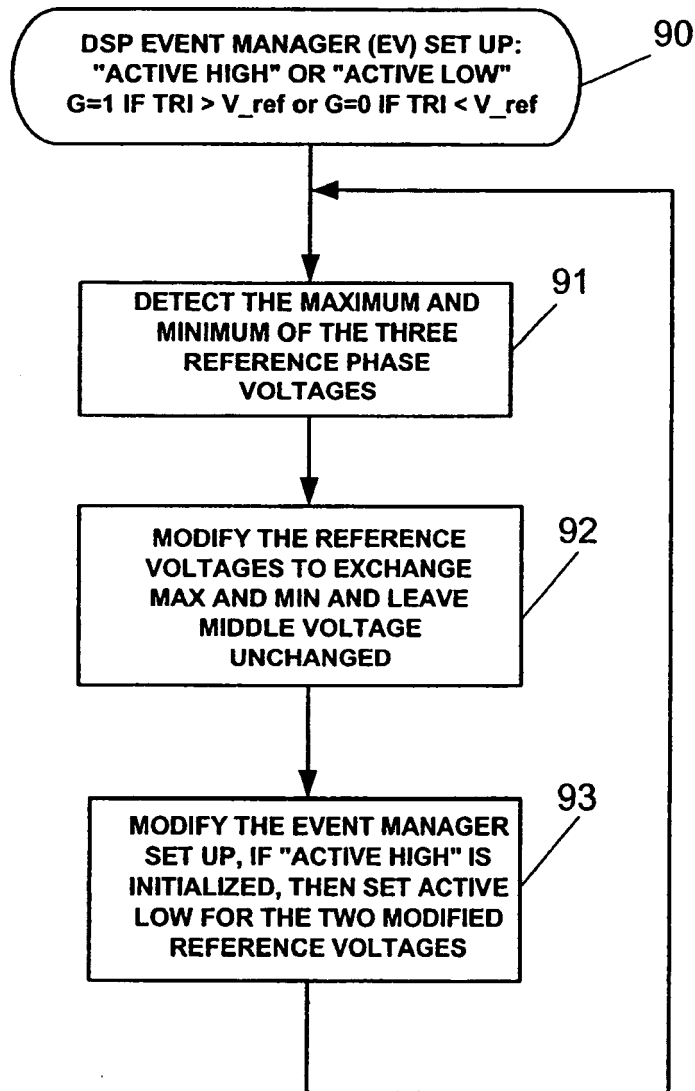 DSP EVENT MANAGER (EV) SET UP:
"ACTIVE HIGH" OR "ACTIVE LOW"
G=1 IF TRI > V_ref or G=0 IF TRI < V_ref
90
91
DETECT THE MAXIMUM AND
MINIMUM OF THE THREE
REFERENCE PHASE
VOLTAGES
92
MODIFY THE REFERENCE
VOLTAGES TO EXCHANGE
MAX AND MIN AND LEAVE
MIDDLE VOLTAGE
UNCHANGED
93
MODIFY THE EVENT MANAGER
SET UP, IF "ACTIVE HIGH" IS
INITIALIZED, THEN SET ACTIVE
LOW FOR THE TWO MODIFIED
REFERENCE VOLTAGES